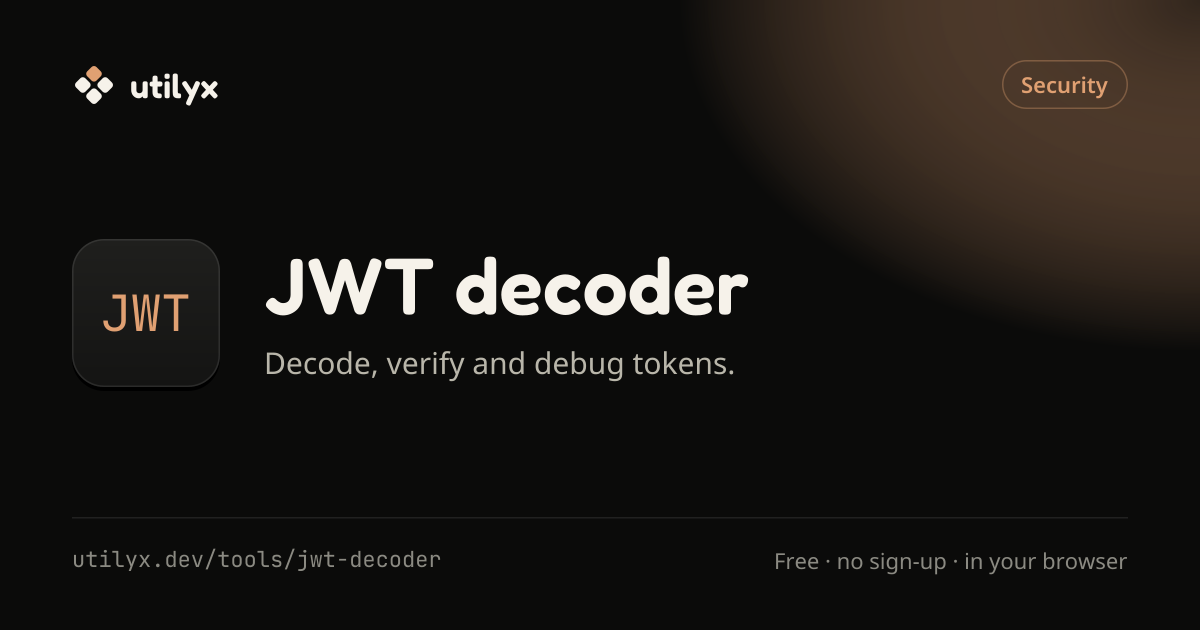 utilyx
Security
JWT
JWT decoder
Decode, verify and debug tokens.
utilyx.dev/tools/jwt-decoder
Free · no sign-up · in your browser